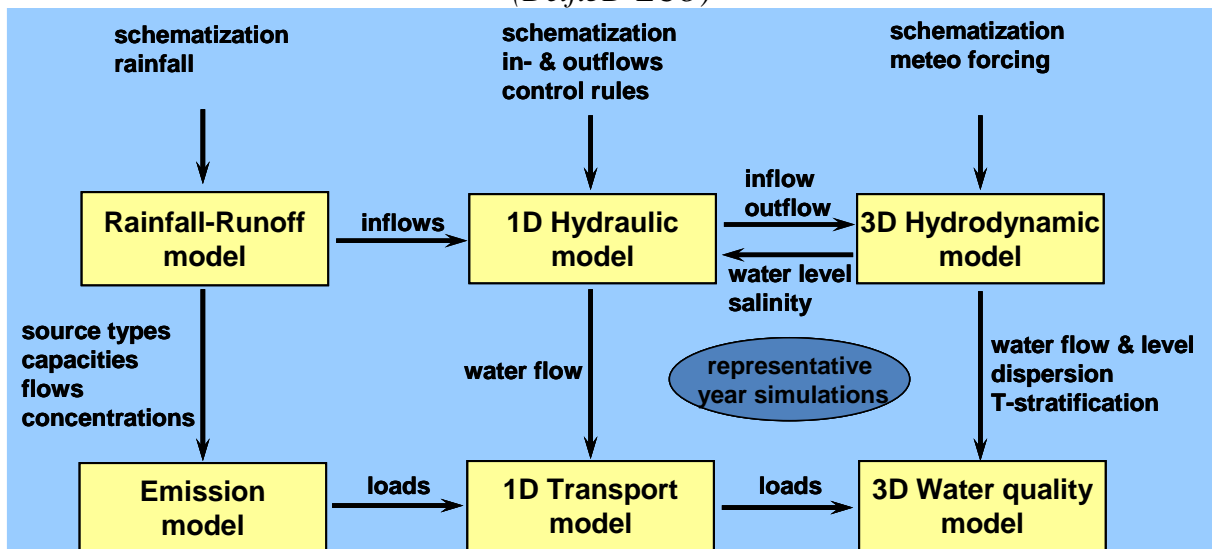 (Delft3D-ECO)
schematization
rainfall
schematization
in- & outflows
control rules
schematization
meteo forcing
Rainfall-Runoff
model
inflows
1D Hydraulic
model
inflow
outflow
water level
salinity
3D Hydrodynamic
model
source types
capacities
flows
concentrations
water flow
representative
year simulations
water flow & level
dispersion
T-stratification
Emission
model
loads
1D Transport
model
loads
3D Water quality
model